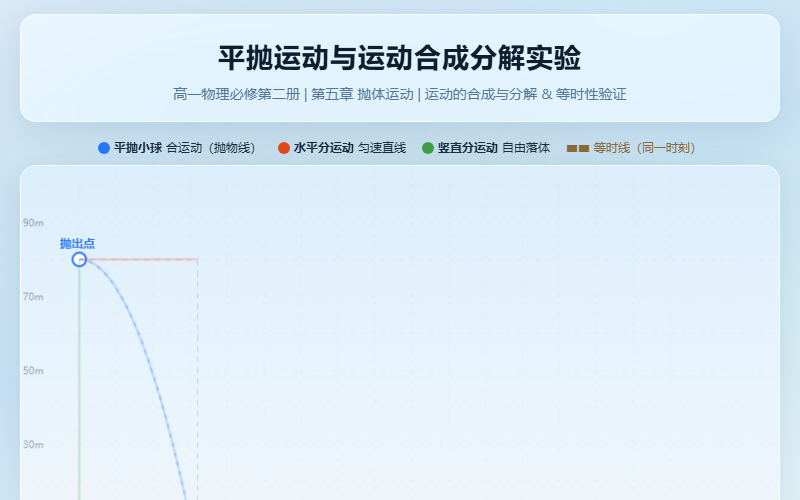 平抛运动与运动合成分解实验
高一物理必修第二册 | 第五章 抛体运动 | 运动的合成与分解 & 等时性验证
平抛小球 合运动（抛物线） 水平分运动 匀速直线 竖直分运动 自由落体 等时线（同一时刻）
90m
抛出点
70m
50m
30m